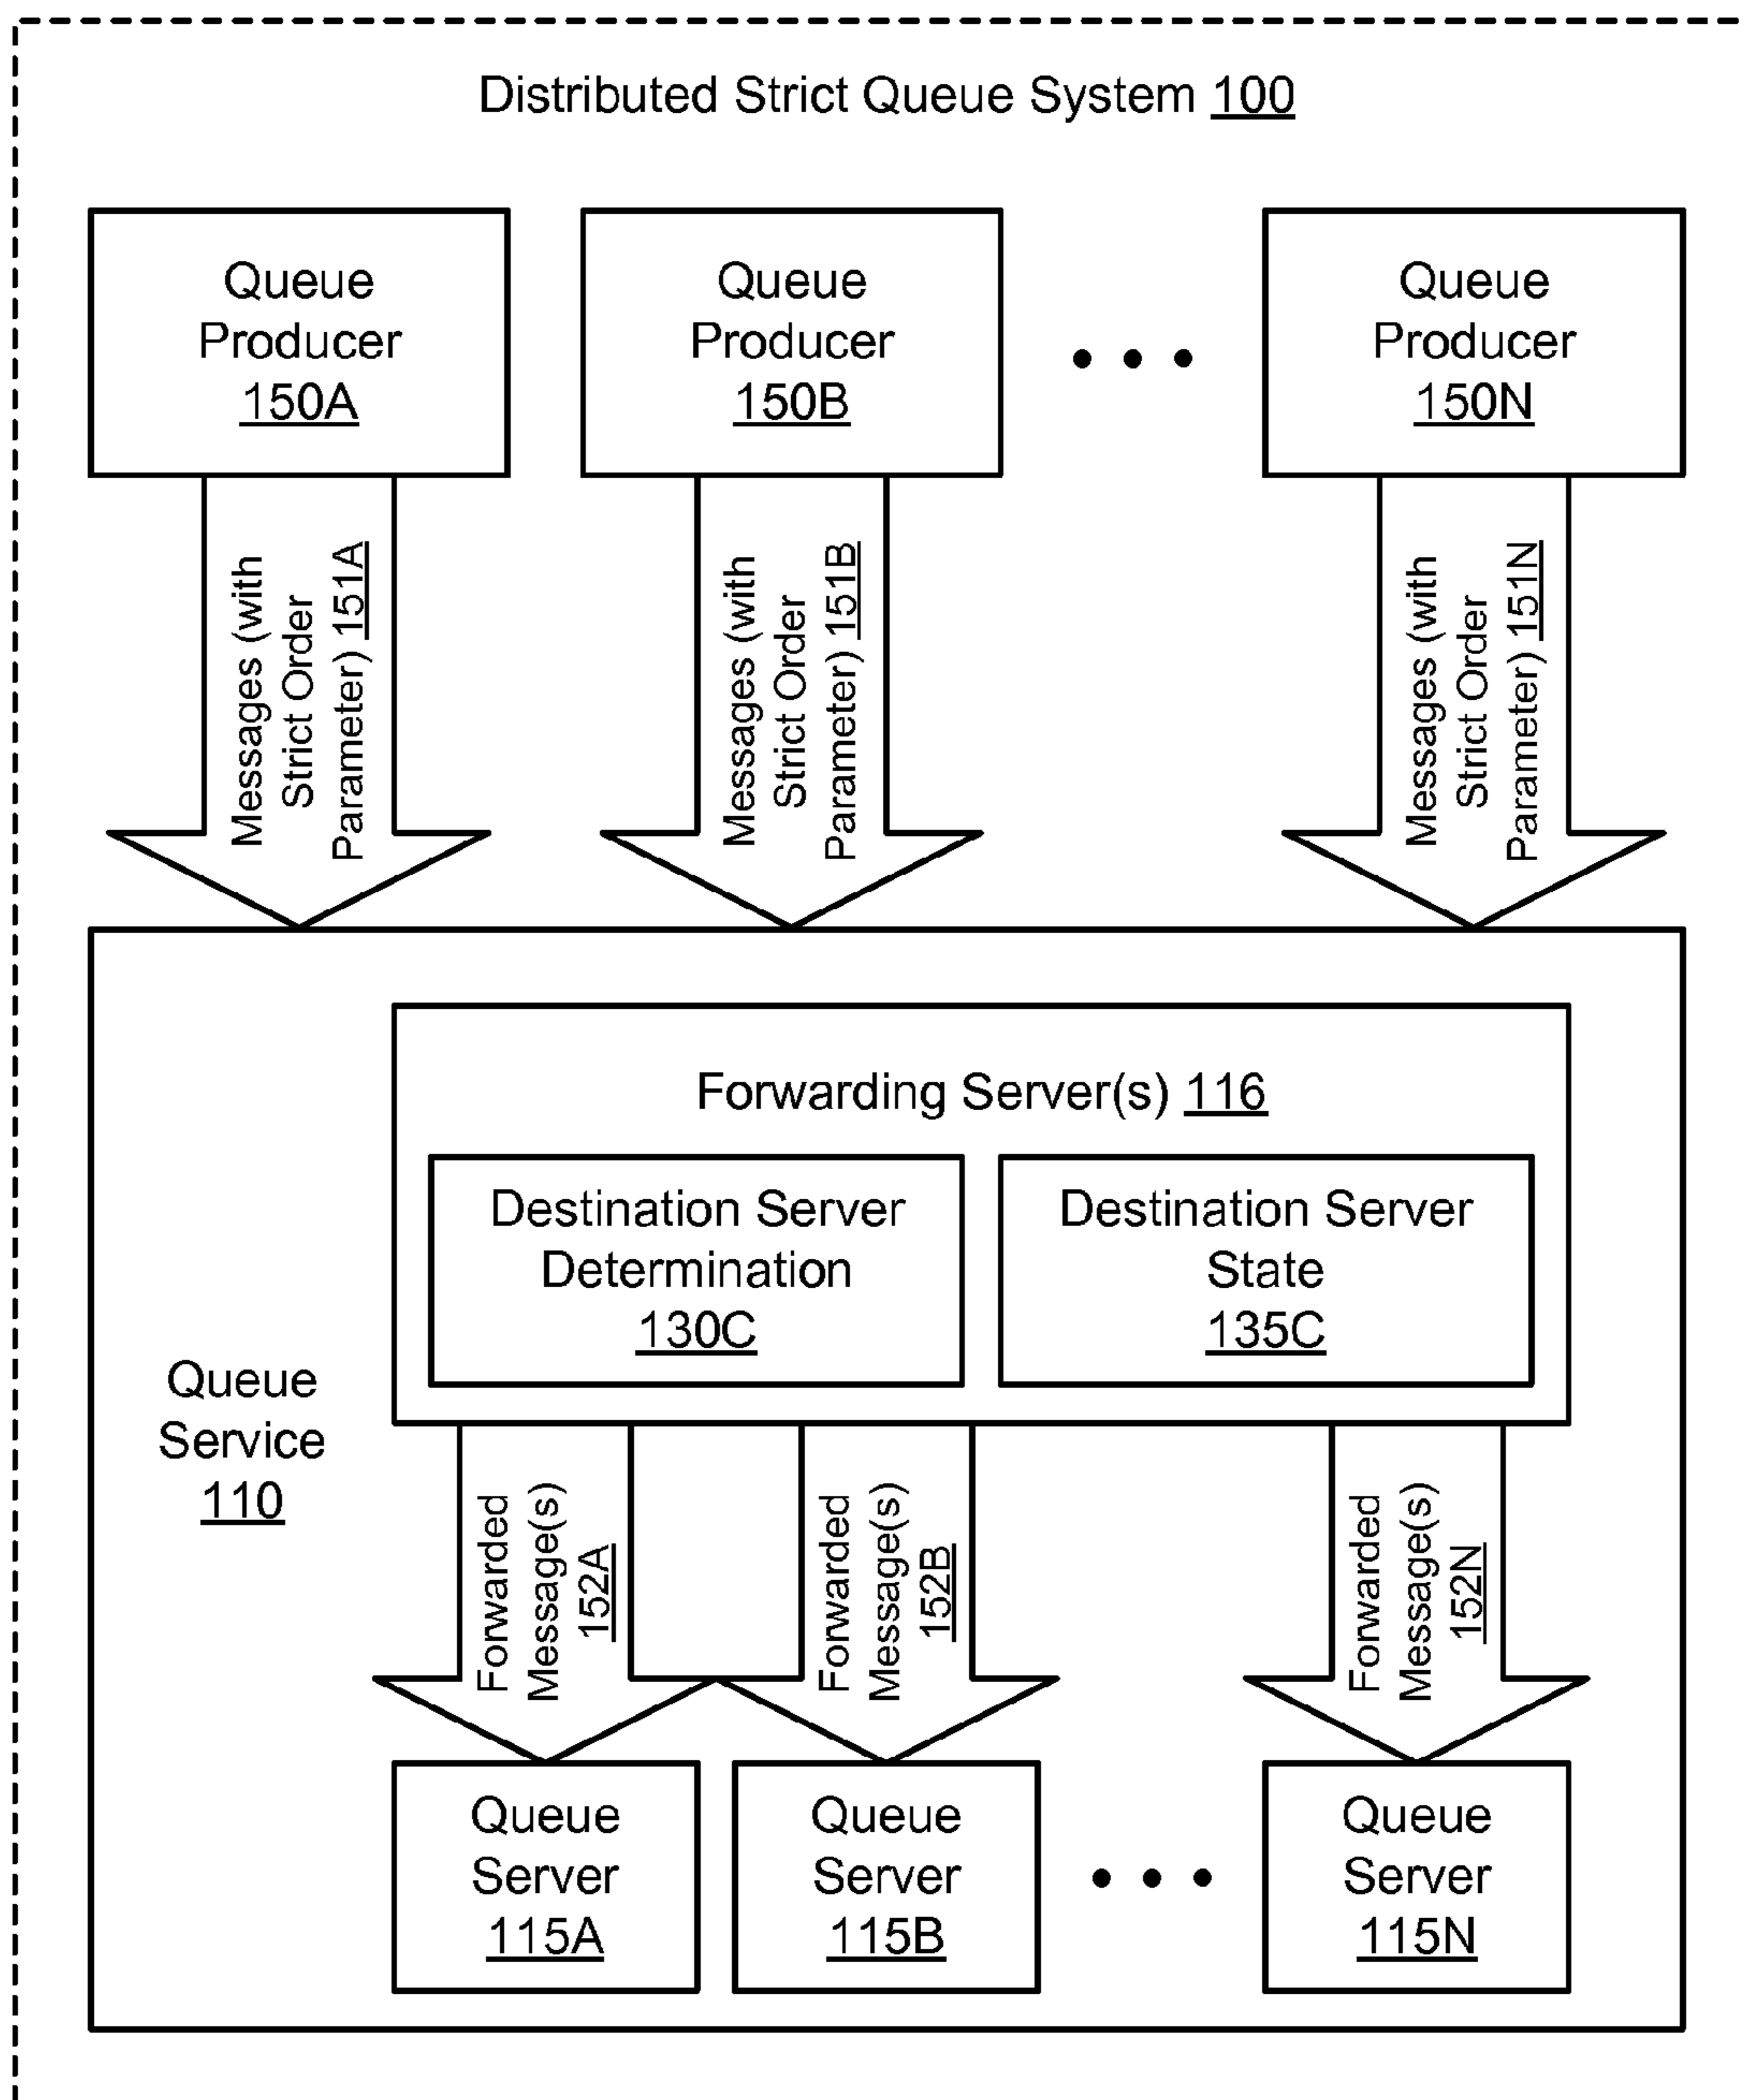 Distributed Strict Queue System 100
Queue
Producer
150A
Queue
Producer
150B
Queue
Producer
150N
Messages (with
Strict Order
Parameter) 151A
Messages (with
Strict Order
Parameter) 151B
Messages (with
Strict Order
Parameter) 151N
Forwarding Server(s) 116
Destination Server
Determination
130C
Destination Server
State
135C
Queue
Service
110
Forwarded
Message(s)
152A
Forwarded
Message(s)
152B
Forwarded
Message(s)
152N
Queue
Server
115A
Queue
Server
115B
Queue
Server
115N